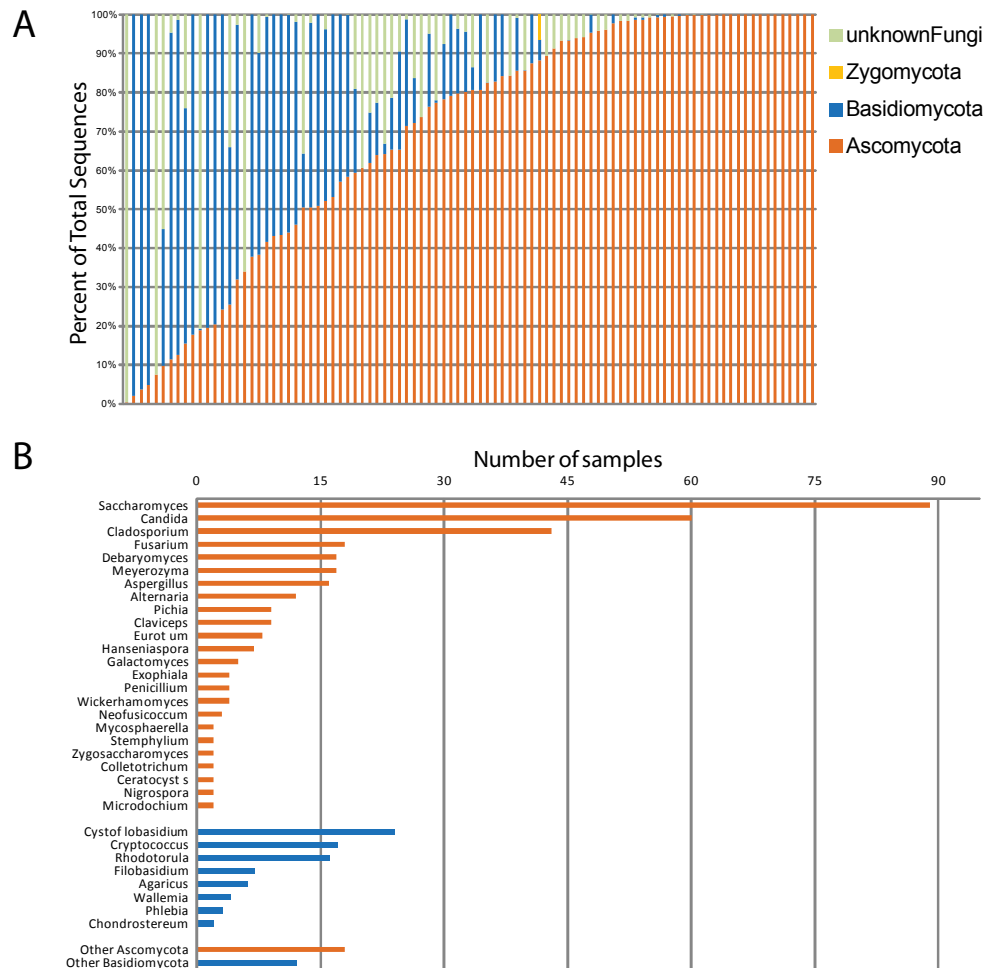 A
Percent of Total Sequences
100%
90%
80%
70%
60%
50%
40%
30%
20%
10%
0%
unknownFungi
Zygomycota
Basidiomycota
Ascomycota
B
Number of samples
0 15 30 45 60 75 90
Saccharomyces
Candida
Cladosporium
Fusarium
Debaryomyces
Meyerozyma
Aspergillus
Alternaria
Pichia
Claviceps
Eurot um
Hanseniaspora
Galactomyces
Exophiala
Penicillium
Wickerhamomyces
Neofusicoccum
Mycosphaerella
Stemphylium
Zygosaccharomyces
Colletotrichum
Ceratocyst s
Nigrospora
Microdochium
Cystof lobasidium
Cryptococcus
Rhodotorula
Filobasidium
Agaricus
Wallemia
Phlebia
Chondrostereum
Other Ascomycota
Other Basidiomycota